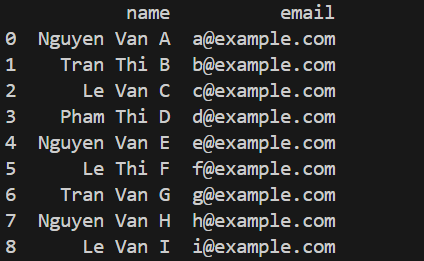 name email
0 Nguyen Van A a@example.com
1 Tran Thi B b@example.com
2 Le Van C c@example.com
3 Pham Thi D d@example.com
4 Nguyen Van E e@example.com
5 Le Thi F f@example.com
6 Tran Van G g@example.com
7 Nguyen Van H h@example.com
8 Le Van I i@example.com